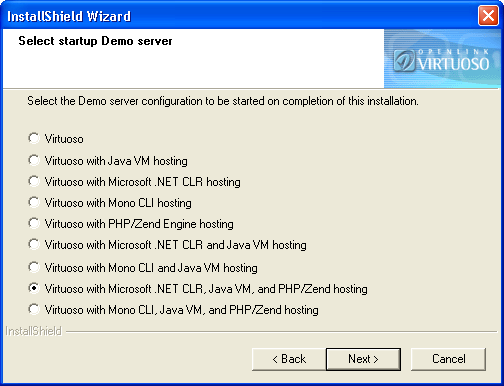 InstallShield Wizard
Select startup Demo server
OPENLINK
VIRTUOSO
Select the Demo server configuration to be started on completion of this installation.
Virtuoso
Virtuoso with Java VM hosting
Virtuoso with Microsoft .NET CLR hosting
Virtuoso with Mono CLI hosting
Virtuoso with PHP/Zend Engine hosting
Virtuoso with Microsoft .NET CLR and Java VM hosting
Virtuoso with Mono CLI and Java VM hosting
Virtuoso with Microsoft .NET CLR, Java VM, and PHP/Zend hosting
Virtuoso with Mono CLI, Java VM, and PHP/Zend hosting
InstallShield
< Back Next > Cancel